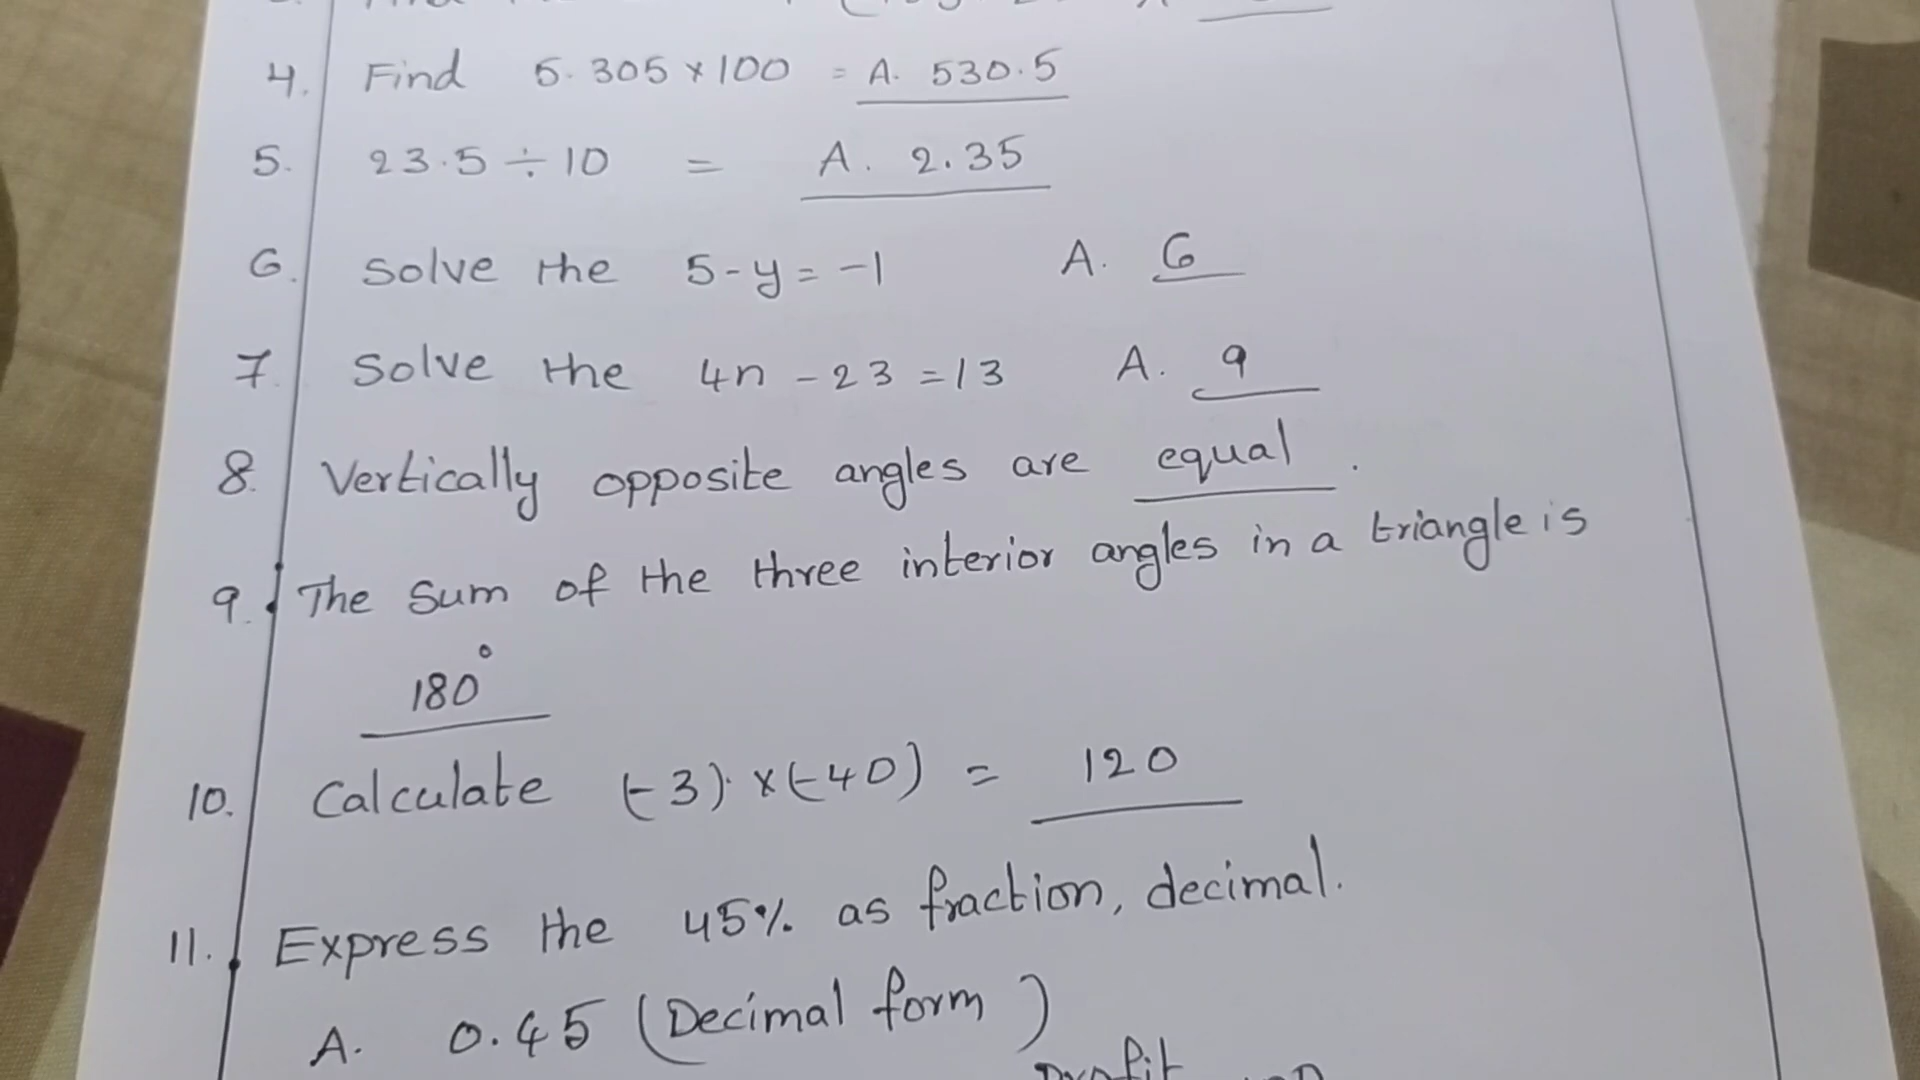 4. Find 5.305 × 100 = A. 530.5
5. 23.5 ÷ 10 = A. 2.35
6. Solve the 5-y = -1 A. 6
7. Solve the 4n - 23 = 13 A. 9
8. Vertically opposite angles are equal.
9. The Sum of the three interior angles in a triangle is
180°
10. Calculate (-3) × (-40) = 120
11. Express the 45% as fraction, decimal.
A. 0.45 (Decimal form)